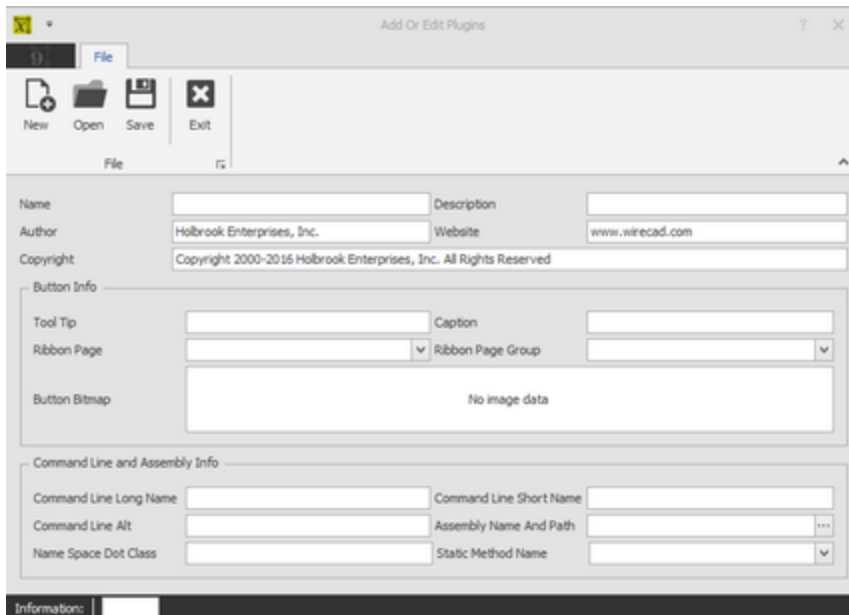 Add Or Edit Plugins ? ×
File
New Open Save Exit
File
Name Description
Author Holbrook Enterprises, Inc. Website www.wirecad.com
Copyright Copyright 2000-2016 Holbrook Enterprises, Inc. All Rights Reserved
Button Info
Tool Tip Caption
Ribbon Page Ribbon Page Group
Button Bitmap No image data
Command Line and Assembly Info
Command Line Long Name Command Line Short Name
Command Line Alt Assembly Name And Path ...
Name Space Dot Class Static Method Name
Information: